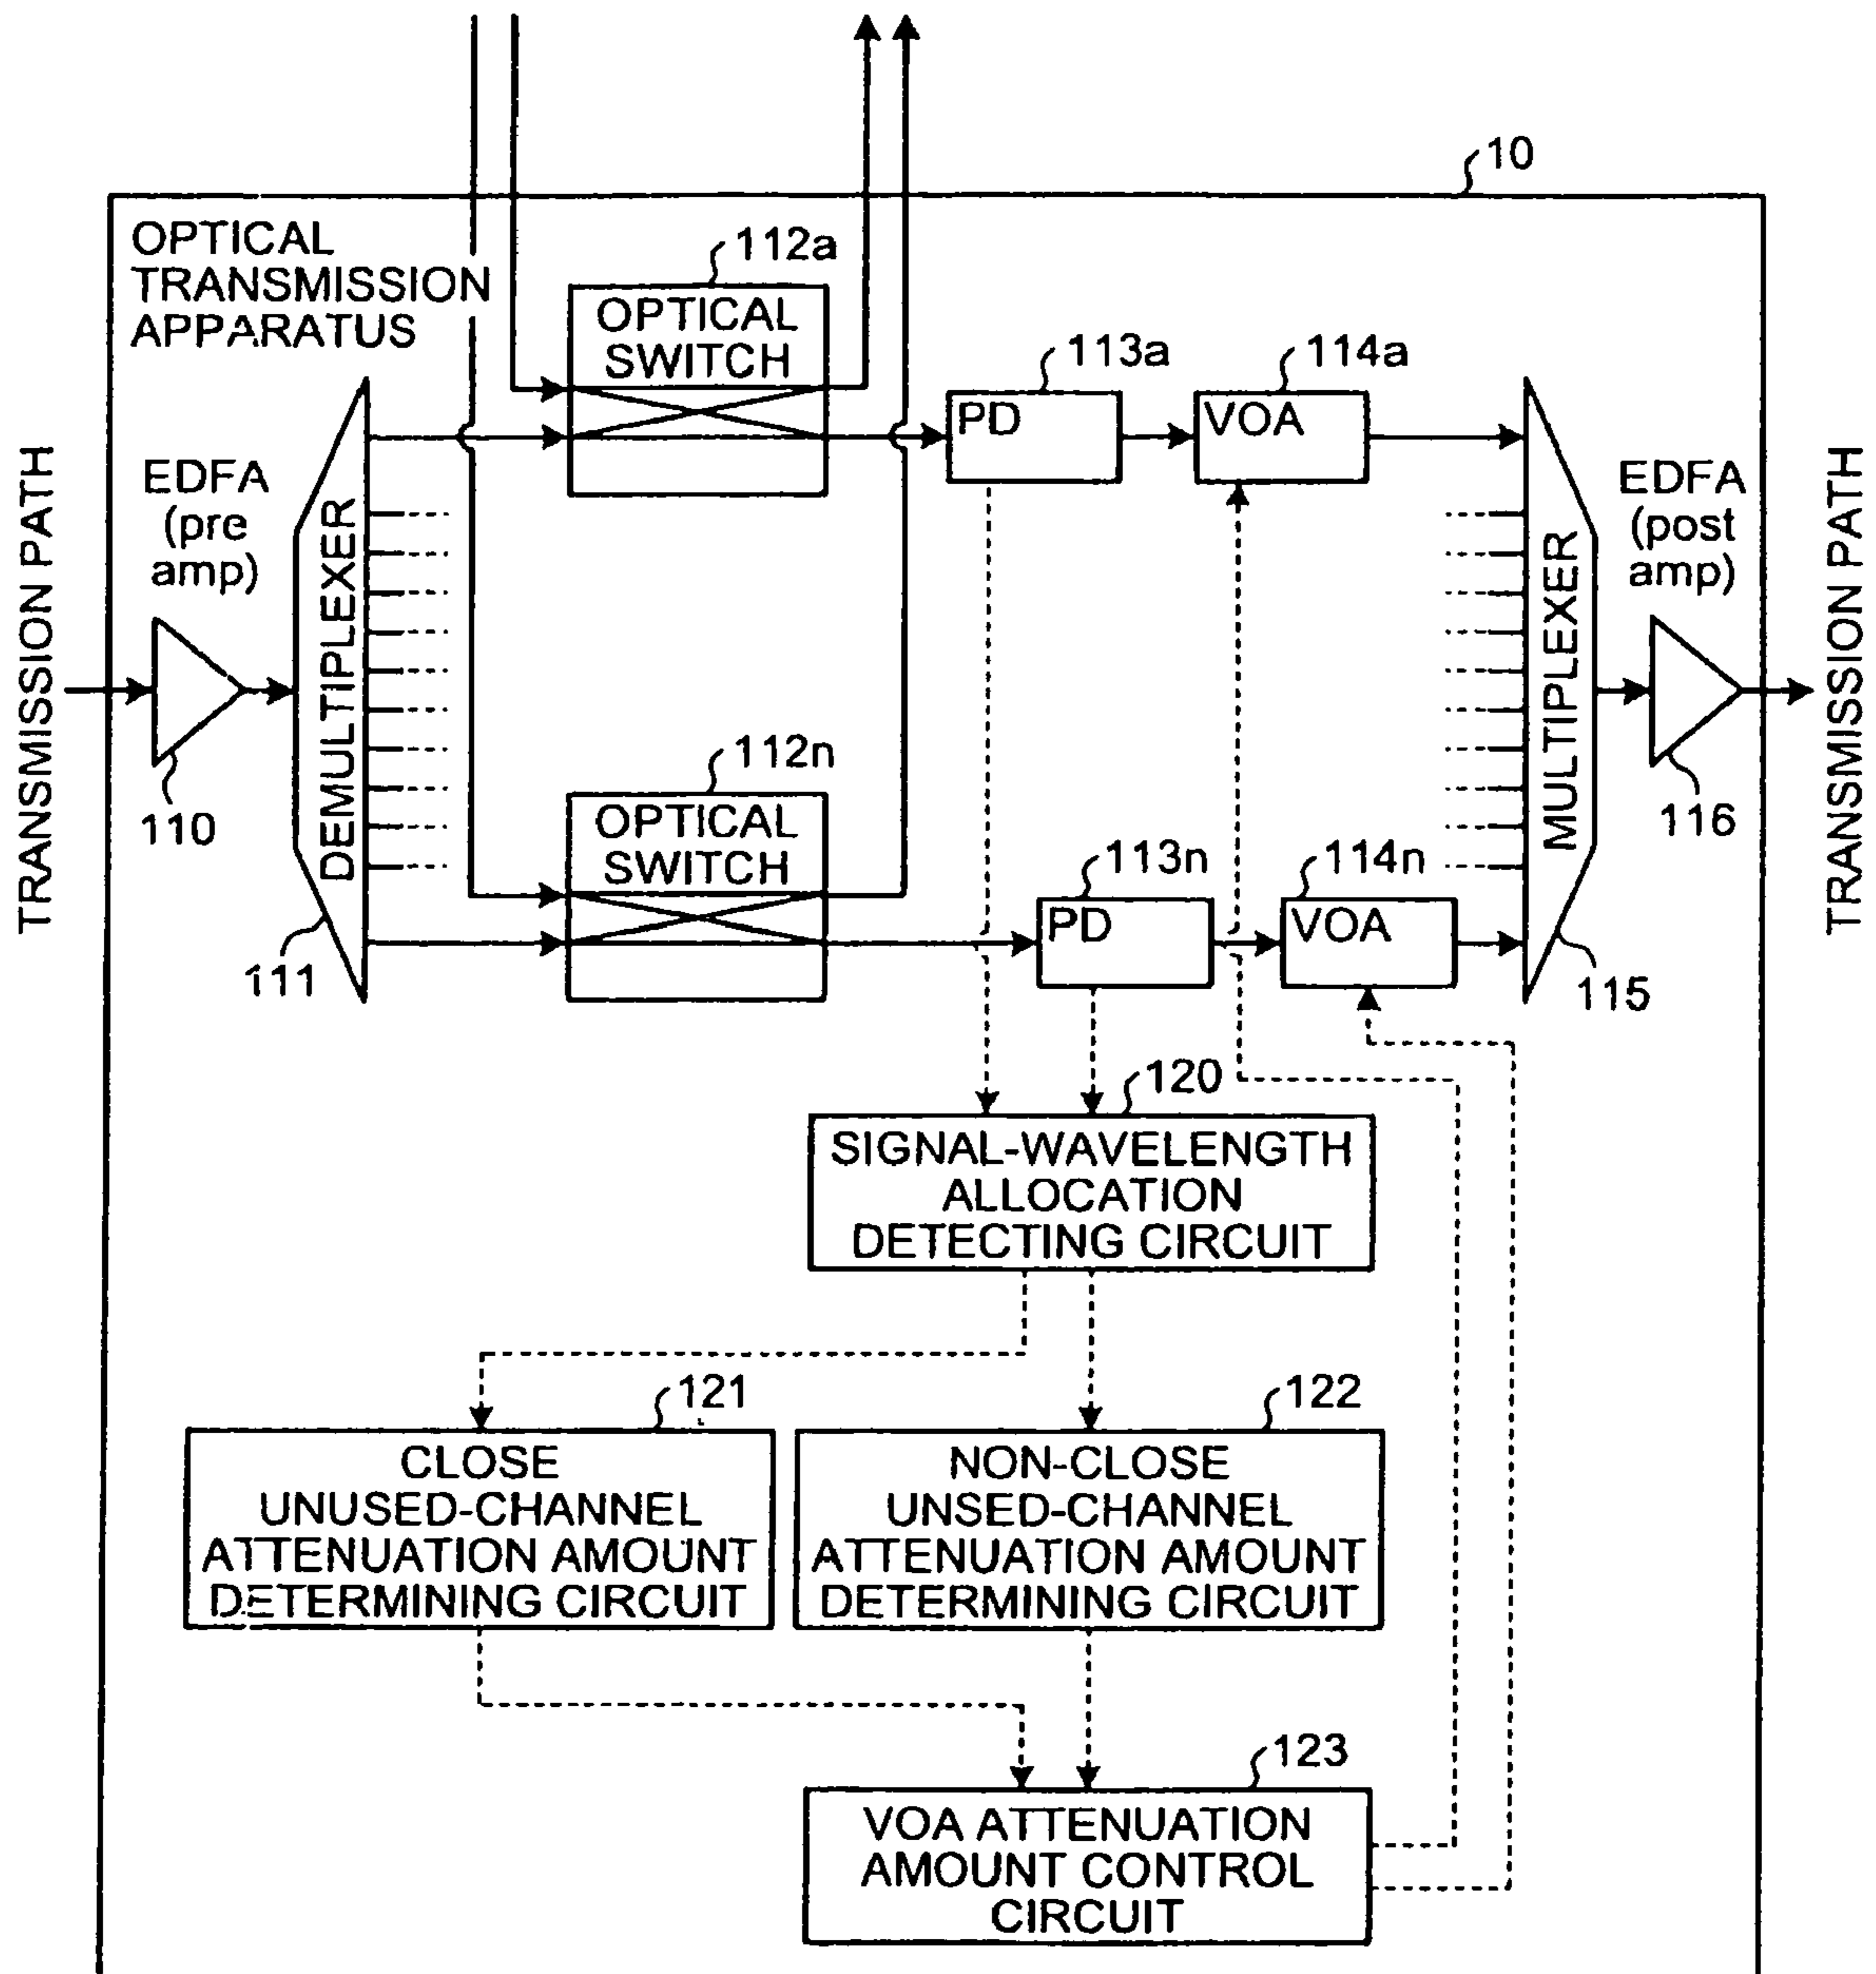 10
OPTICAL
TRANSMISSION
APPARATUS
112a
OPTICAL
SWITCH
113a
PD
114a
VOA
TRANSMISSION PATH
EDFA
(pre
amp)
110
DEMULTIPLEXER
111
112n
OPTICAL
SWITCH
113n
PD
114n
VOA
MULTIPLEXER
115
EDFA
(post
amp)
116
TRANSMISSION PATH
120
SIGNAL-WAVELENGTH
ALLOCATION
DETECTING CIRCUIT
121
CLOSE
UNUSED-CHANNEL
ATTENUATION AMOUNT
DETERMINING CIRCUIT
122
NON-CLOSE
UNSED-CHANNEL
ATTENUATION AMOUNT
DETERMINING CIRCUIT
123
VOA ATTENUATION
AMOUNT CONTROL
CIRCUIT